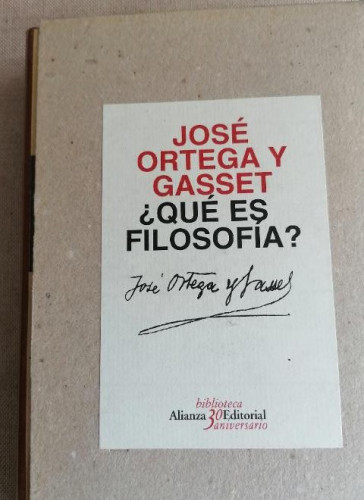 JOSÉ
ORTEGA Y
GASSET
¿QUÉ ES
FILOSOFÍA?
José Ortega y Gasset
biblioteca
Alianza 30 Editorial
aniversario